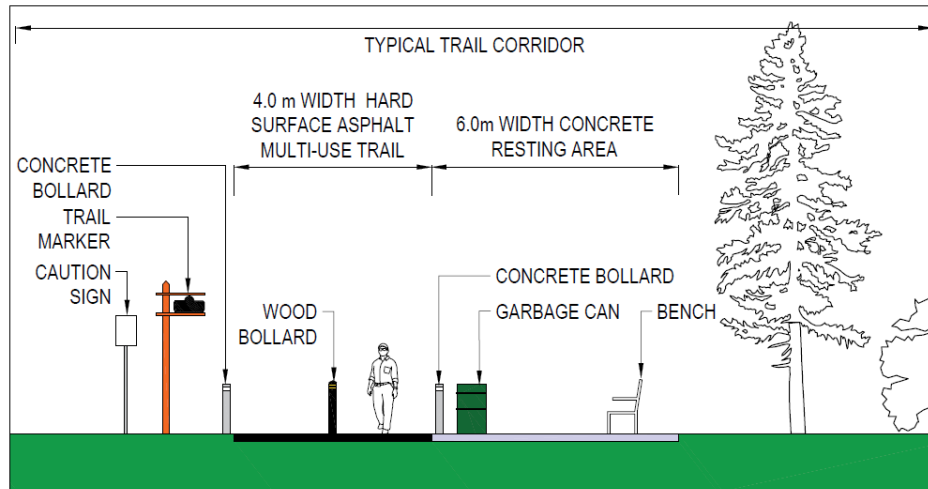 TYPICAL TRAIL CORRIDOR
4.0 m WIDTH HARD
SURFACE ASPHALT
MULTI-USE TRAIL
6.0m WIDTH CONCRETE
RESTING AREA
CONCRETE
BOLLARD
TRAIL
MARKER
CAUTION
SIGN
WOOD
BOLLARD
CONCRETE BOLLARD
GARBAGE CAN
BENCH